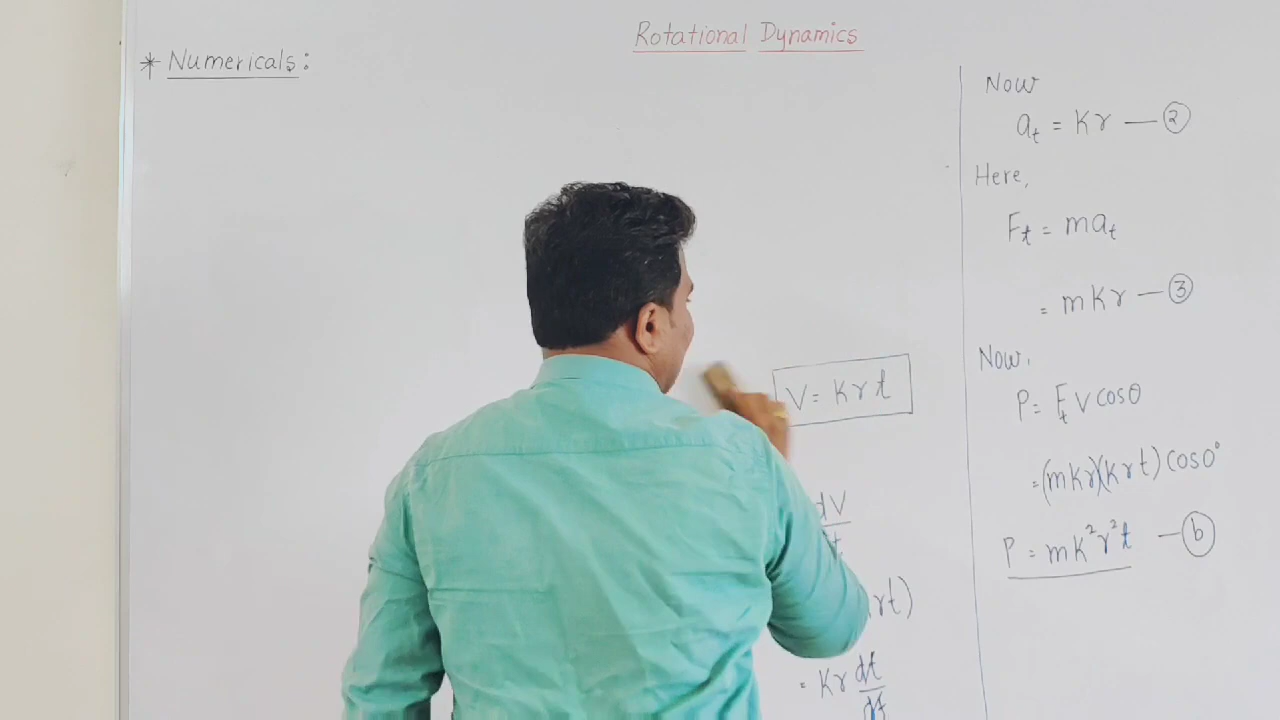 Rotational Dynamics
* Numericals:
V = Krt
dV
rt)
= Kr dt/dt
Now
a_t = Kr — ②
Here,
F_t = ma_t
= mKr — ③
Now,
P = F_t V cosθ
= (mKr)(Krt) cos0°
P = mK²r²t — ⓑ